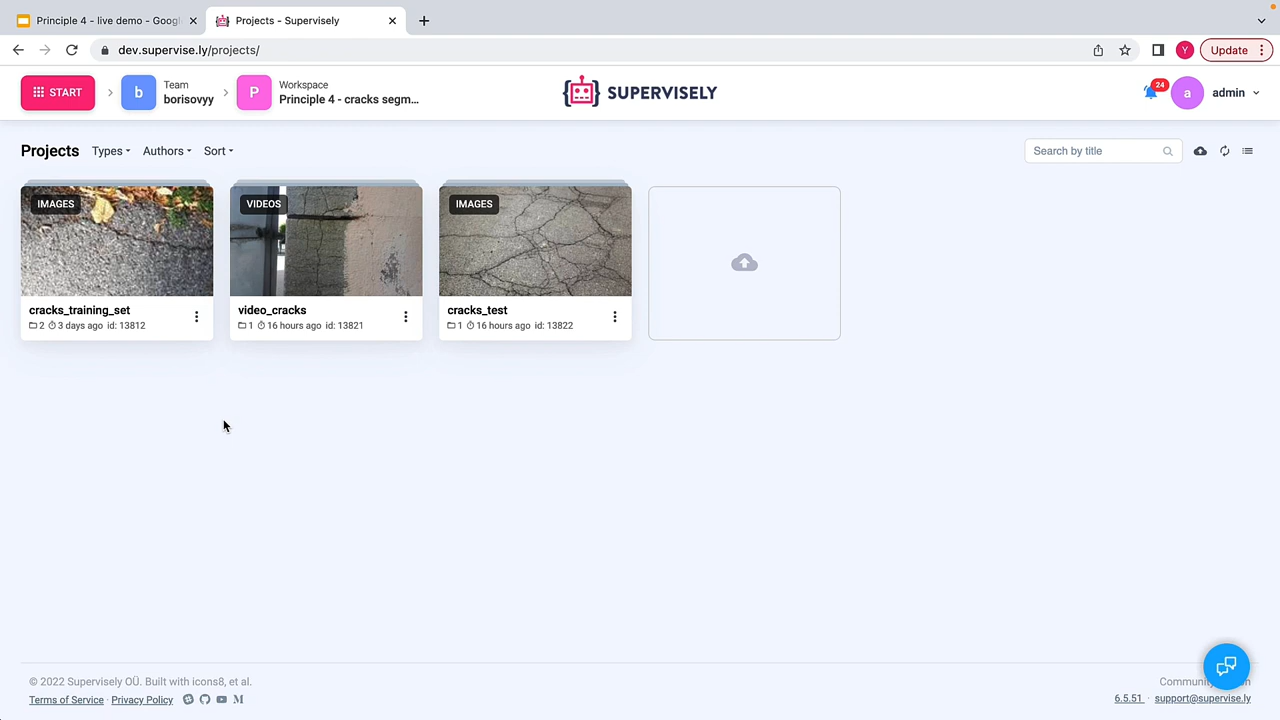 Principle 4 - live demo - Googl
Projects - Supervisely
dev.supervise.ly/projects/
Y
Update
START
b
Team
borisovyy
P
Workspace
Principle 4 - cracks segm...
SUPERVISELY
24
a
admin
Projects
Types
Authors
Sort
Search by title
IMAGES
cracks_training_set
2 3 days ago id: 13812
VIDEOS
video_cracks
1 16 hours ago id: 13821
IMAGES
cracks_test
1 16 hours ago id: 13822
© 2022 Supervisely OÜ. Built with icons8, et al.
Terms of Service · Privacy Policy
M
6.5.51 · support@supervise.ly